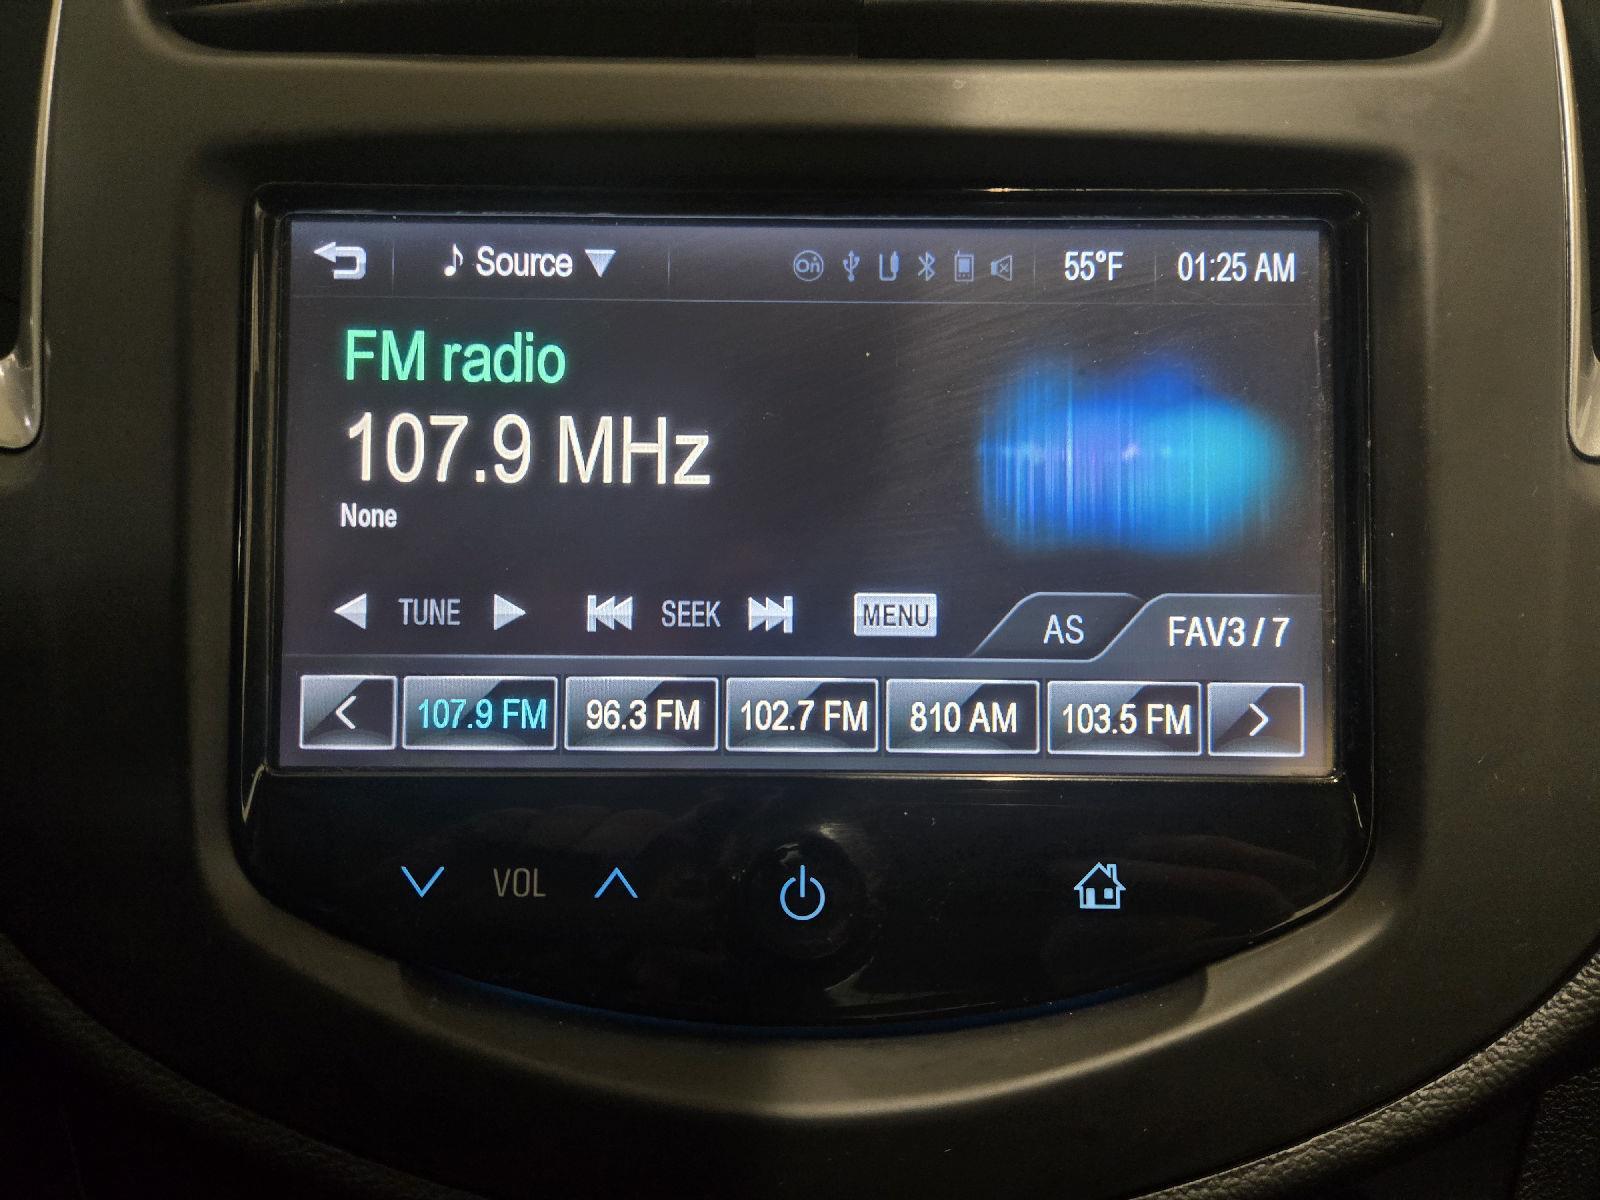 Source On 55°F 01:25 AM
FM radio
107.9 MHz
None
TUNE SEEK MENU AS FAV3 / 7
107.9 FM 96.3 FM 102.7 FM 810 AM 103.5 FM
VOL